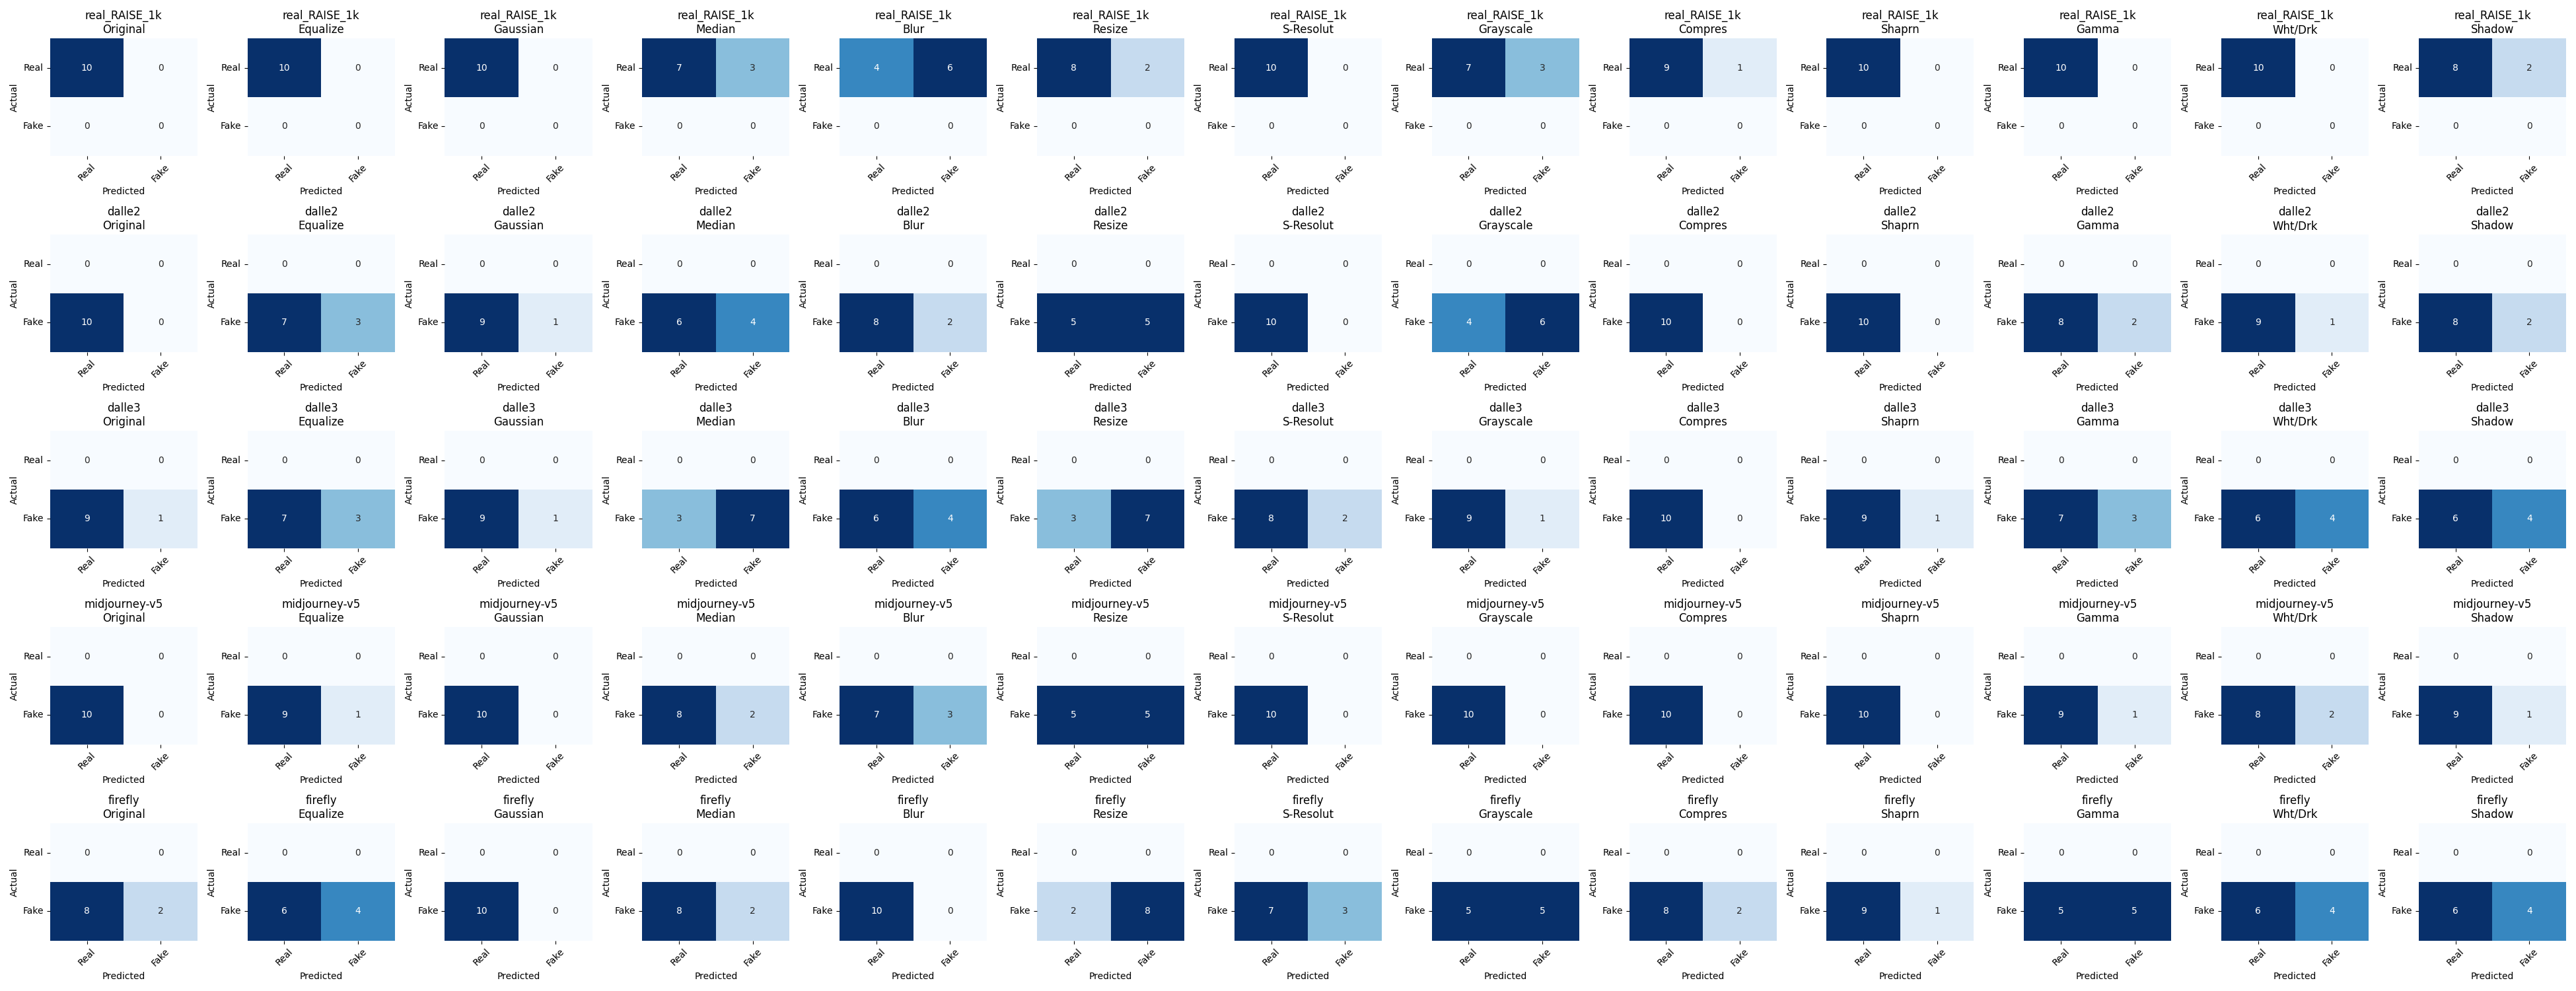 real_RAISE_1k real_RAISE_1k real_RAISE_1k real_RAISE_1k real_RAISE_1k real_RAISE_1k real_RAISE_1k real_RAISE_1k real_RAISE_1k real_RAISE_1k real_RAISE_1k real_RAISE_1k real_RAISE_1k
Original Equalize Gaussian Median Blur Resize S-Resolut Grayscale Compres Shaprn Gamma Wht/Drk Shadow
Real 10 0 Real 10 0 Real 10 0 Real 7 3 Real 4 6 Real 8 2 Real 10 0 Real 7 3 Real 9 1 Real 10 0 Real 10 0 Real 10 0 Real 8 2
Actual Actual Actual Actual Actual Actual Actual Actual Actual Actual Actual Actual Actual
Fake 0 0 Fake 0 0 Fake 0 0 Fake 0 0 Fake 0 0 Fake 0 0 Fake 0 0 Fake 0 0 Fake 0 0 Fake 0 0 Fake 0 0 Fake 0 0 Fake 0 0
Real Fake Real Fake Real Fake Real Fake Real Fake Real Fake Real Fake Real Fake Real Fake Real Fake Real Fake Real Fake Real Fake
Predicted Predicted Predicted Predicted Predicted Predicted Predicted Predicted Predicted Predicted Predicted Predicted Predicted
dalle2 dalle2 dalle2 dalle2 dalle2 dalle2 dalle2 dalle2 dalle2 dalle2 dalle2 dalle2 dalle2
Original Equalize Gaussian Median Blur Resize S-Resolut Grayscale Compres Shaprn Gamma Wht/Drk Shadow
Real 0 0 Real 0 0 Real 0 0 Real 0 0 Real 0 0 Real 0 0 Real 0 0 Real 0 0 Real 0 0 Real 0 0 Real 0 0 Real 0 0 Real 0 0
Actual Actual Actual Actual Actual Actual Actual Actual Actual Actual Actual Actual Actual
Fake 10 0 Fake 7 3 Fake 9 1 Fake 6 4 Fake 8 2 Fake 5 5 Fake 10 0 Fake 4 6 Fake 10 0 Fake 10 0 Fake 8 2 Fake 9 1 Fake 8 2
Real Fake Real Fake Real Fake Real Fake Real Fake Real Fake Real Fake Real Fake Real Fake Real Fake Real Fake Real Fake Real Fake
Predicted Predicted Predicted Predicted Predicted Predicted Predicted Predicted Predicted Predicted Predicted Predicted Predicted
dalle3 dalle3 dalle3 dalle3 dalle3 dalle3 dalle3 dalle3 dalle3 dalle3 dalle3 dalle3 dalle3
Original Equalize Gaussian Median Blur Resize S-Resolut Grayscale Compres Shaprn Gamma Wht/Drk Shadow
Real 0 0 Real 0 0 Real 0 0 Real 0 0 Real 0 0 Real 0 0 Real 0 0 Real 0 0 Real 0 0 Real 0 0 Real 0 0 Real 0 0 Real 0 0
Actual Actual Actual Actual Actual Actual Actual Actual Actual Actual Actual Actual Actual
Fake 9 1 Fake 7 3 Fake 9 1 Fake 3 7 Fake 6 4 Fake 3 7 Fake 8 2 Fake 9 1 Fake 10 0 Fake 9 1 Fake 7 3 Fake 6 4 Fake 6 4
Real Fake Real Fake Real Fake Real Fake Real Fake Real Fake Real Fake Real Fake Real Fake Real Fake Real Fake Real Fake Real Fake
Predicted Predicted Predicted Predicted Predicted Predicted Predicted Predicted Predicted Predicted Predicted Predicted Predicted
midjourney-v5 midjourney-v5 midjourney-v5 midjourney-v5 midjourney-v5 midjourney-v5 midjourney-v5 midjourney-v5 midjourney-v5 midjourney-v5 midjourney-v5 midjourney-v5 midjourney-v5
Original Equalize Gaussian Median Blur Resize S-Resolut Grayscale Compres Shaprn Gamma Wht/Drk Shadow
Real 0 0 Real 0 0 Real 0 0 Real 0 0 Real 0 0 Real 0 0 Real 0 0 Real 0 0 Real 0 0 Real 0 0 Real 0 0 Real 0 0 Real 0 0
Actual Actual Actual Actual Actual Actual Actual Actual Actual Actual Actual Actual Actual
Fake 10 0 Fake 9 1 Fake 10 0 Fake 8 2 Fake 7 3 Fake 5 5 Fake 10 0 Fake 10 0 Fake 10 0 Fake 10 0 Fake 9 1 Fake 8 2 Fake 9 1
Real Fake Real Fake Real Fake Real Fake Real Fake Real Fake Real Fake Real Fake Real Fake Real Fake Real Fake Real Fake Real Fake
Predicted Predicted Predicted Predicted Predicted Predicted Predicted Predicted Predicted Predicted Predicted Predicted Predicted
firefly firefly firefly firefly firefly firefly firefly firefly firefly firefly firefly firefly firefly
Original Equalize Gaussian Median Blur Resize S-Resolut Grayscale Compres Shaprn Gamma Wht/Drk Shadow
Real 0 0 Real 0 0 Real 0 0 Real 0 0 Real 0 0 Real 0 0 Real 0 0 Real 0 0 Real 0 0 Real 0 0 Real 0 0 Real 0 0 Real 0 0
Actual Actual Actual Actual Actual Actual Actual Actual Actual Actual Actual Actual Actual
Fake 8 2 Fake 6 4 Fake 10 0 Fake 8 2 Fake 10 0 Fake 2 8 Fake 7 3 Fake 5 5 Fake 8 2 Fake 9 1 Fake 5 5 Fake 6 4 Fake 6 4
Real Fake Real Fake Real Fake Real Fake Real Fake Real Fake Real Fake Real Fake Real Fake Real Fake Real Fake Real Fake Real Fake
Predicted Predicted Predicted Predicted Predicted Predicted Predicted Predicted Predicted Predicted Predicted Predicted Predicted